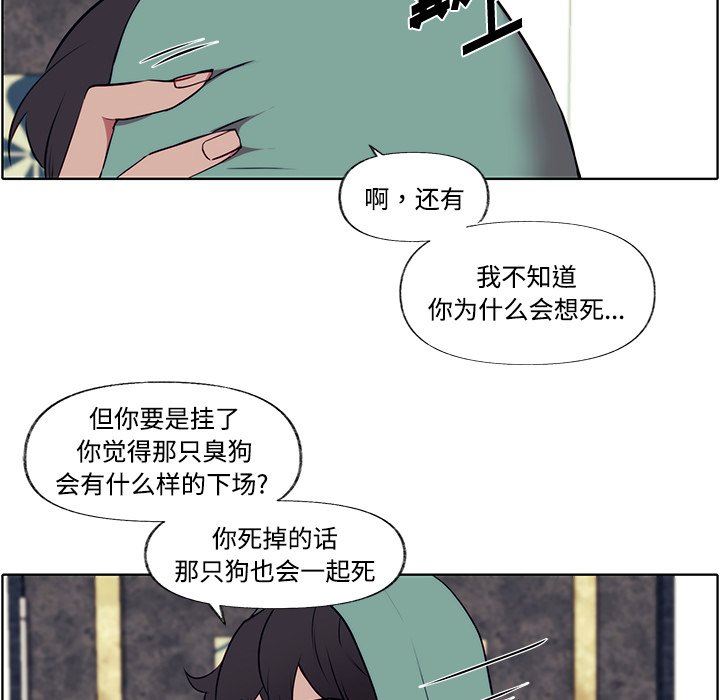 啊，还有
我不知道
你为什么会想死...
但你要是挂了
你觉得那只臭狗
会有什么样的下场?
你死掉的话
那只狗也会一起死